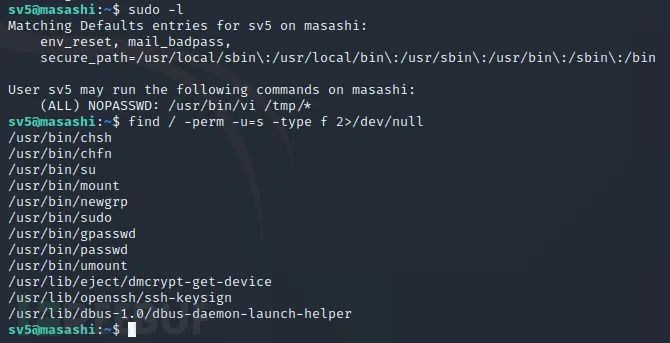 sv5@masashi:~$ sudo -l
Matching Defaults entries for sv5 on masashi:
    env_reset, mail_badpass,
    secure_path=/usr/local/sbin\:/usr/local/bin\:/usr/sbin\:/usr/bin\:/sbin\:/bin

User sv5 may run the following commands on masashi:
    (ALL) NOPASSWD: /usr/bin/vi /tmp/*
sv5@masashi:~$ find / -perm -u=s -type f 2>/dev/null
/usr/bin/chsh
/usr/bin/chfn
/usr/bin/su
/usr/bin/mount
/usr/bin/newgrp
/usr/bin/sudo
/usr/bin/gpasswd
/usr/bin/passwd
/usr/bin/umount
/usr/lib/eject/dmcrypt-get-device
/usr/lib/openssh/ssh-keysign
/usr/lib/dbus-1.0/dbus-daemon-launch-helper
sv5@masashi:~$